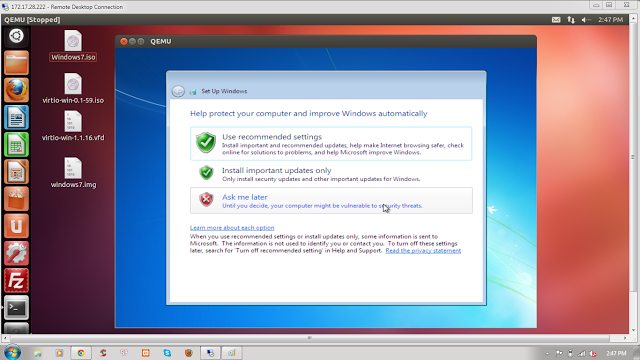 172.17.28.222 - Remote Desktop Connection
QEMU [Stopped]
2:47 PM
QEMU
Windows7.iso
virtio-win-0.1-59.iso
virtio-win-1.1.16.vfd
windows7.img
Set Up Windows
Help protect your computer and improve Windows automatically
Use recommended settings
Install important and recommended updates, help make Internet browsing safer, check
online for solutions to problems, and help Microsoft improve Windows.
Install important updates only
Only install security updates and other important updates for Windows.
Ask me later
Until you decide, your computer might be vulnerable to security threats.
Learn more about each option
When you use recommended settings or install updates only, some information is sent to
Microsoft. The information is not used to identify you or contact you. To turn off these settings
later, search for 'Turn off recommended setting' in Help and Support. Read the privacy statement
2:47 PM